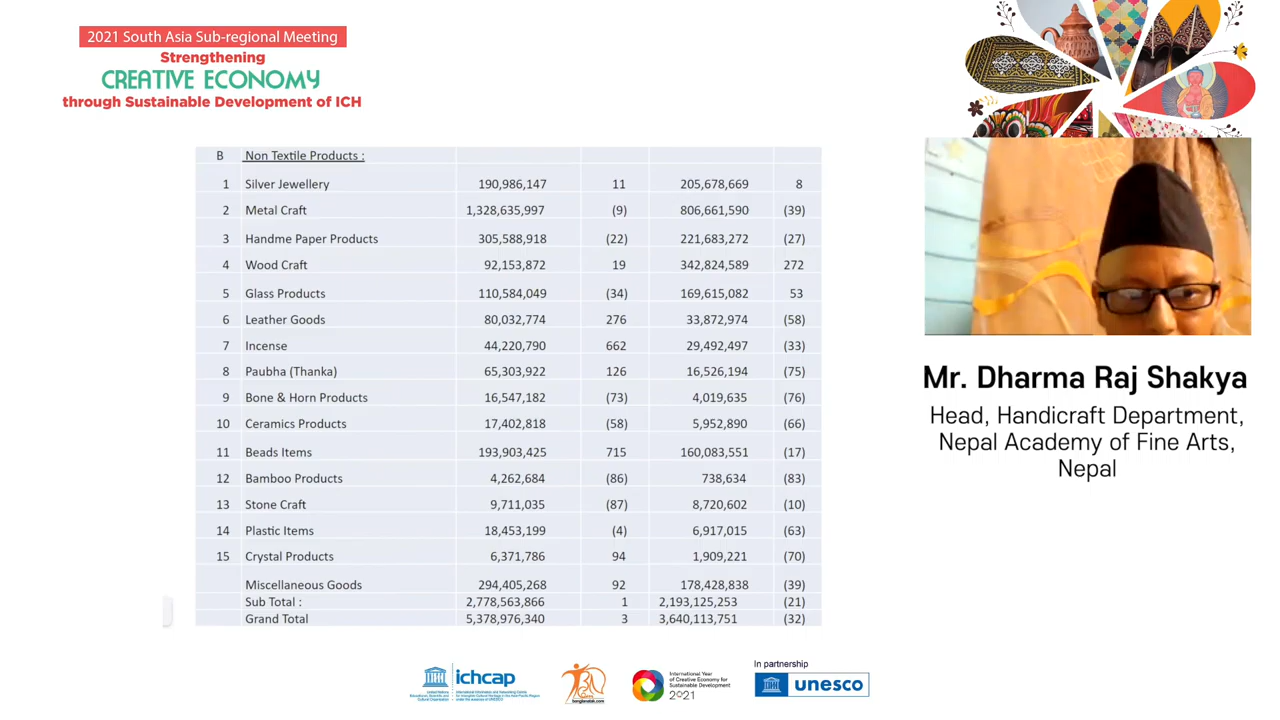 2021 South Asia Sub-regional Meeting
Strengthening
CREATIVE ECONOMY
through Sustainable Development of ICH
B Non Textile Products :
1 Silver Jewellery 190,986,147 11 205,678,669 8
2 Metal Craft 1,328,635,997 (9) 806,661,590 (39)
3 Handme Paper Products 305,588,918 (22) 221,683,272 (27)
4 Wood Craft 92,153,872 19 342,824,589 272
5 Glass Products 110,584,049 (34) 169,615,082 53
6 Leather Goods 80,032,774 276 33,872,974 (58)
7 Incense 44,220,790 662 29,492,497 (33)
8 Paubha (Thanka) 65,303,922 126 16,526,194 (75)
9 Bone & Horn Products 16,547,182 (73) 4,019,635 (76)
10 Ceramics Products 17,402,818 (58) 5,952,890 (66)
11 Beads Items 193,903,425 715 160,083,551 (17)
12 Bamboo Products 4,262,684 (86) 738,634 (83)
13 Stone Craft 9,711,035 (87) 8,720,602 (10)
14 Plastic Items 18,453,199 (4) 6,917,015 (63)
15 Crystal Products 6,371,786 94 1,909,221 (70)
Miscellaneous Goods 294,405,268 92 178,428,838 (39)
Sub Total : 2,778,563,866 1 2,193,125,253 (21)
Grand Total 5,378,976,340 3 3,640,113,751 (32)
Mr. Dharma Raj Shakya
Head, Handicraft Department,
Nepal Academy of Fine Arts,
Nepal
ichcap
banglanatak.com
International Year
of Creative Economy for
Sustainable Development
2021
In partnership
unesco